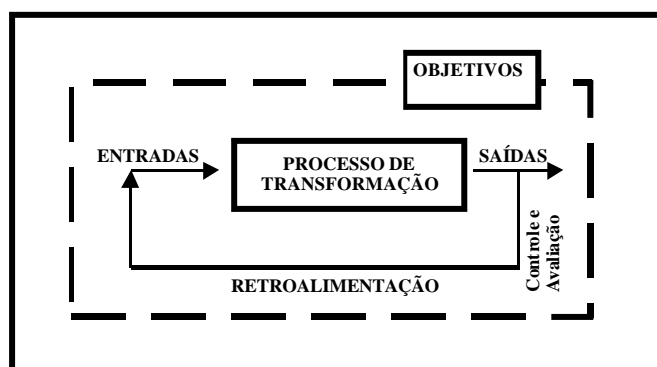 OBJETIVOS
ENTRADAS
PROCESSO DE
TRANSFORMAÇÃO
SAÍDAS
Controle e
Avaliação
RETROALIMENTAÇÃO